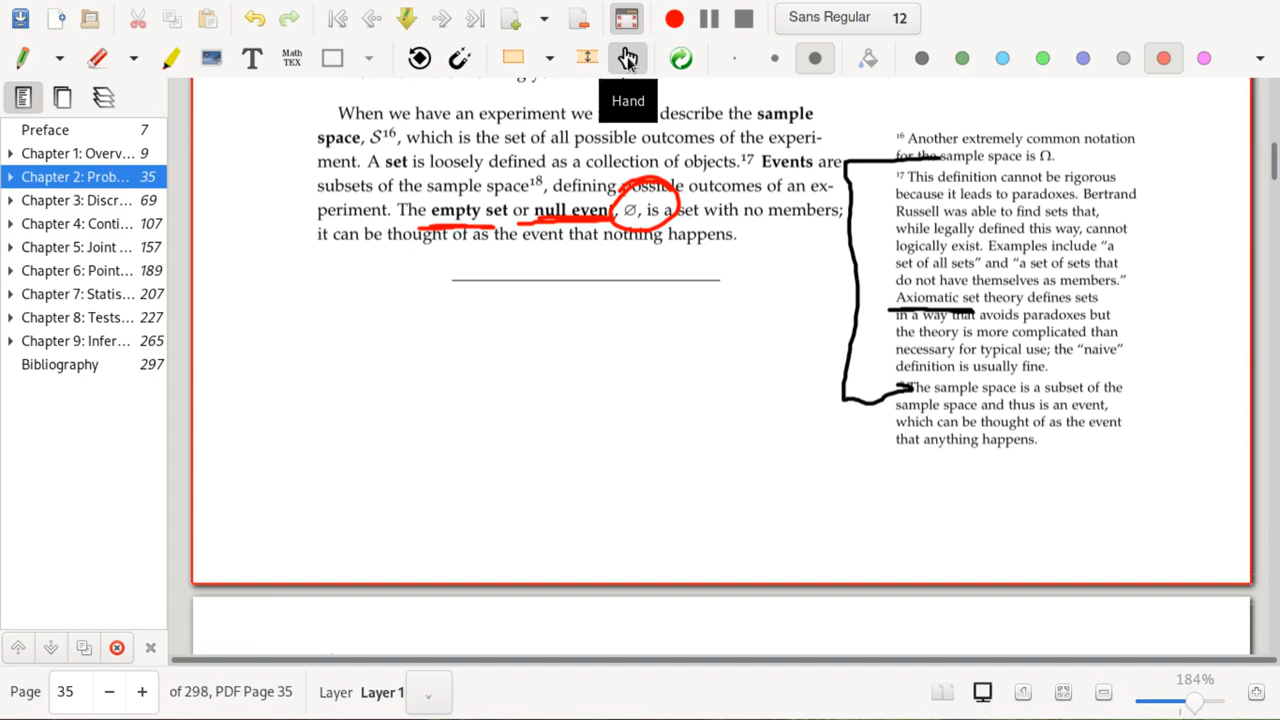 Sans Regular 12
Math
TEX
Hand
Preface 7
Chapter 1: Overv... 9
Chapter 2: Prob... 35
Chapter 3: Discr... 69
Chapter 4: Conti... 107
Chapter 5: Joint ... 157
Chapter 6: Point... 189
Chapter 7: Statis... 207
Chapter 8: Tests... 227
Chapter 9: Infer... 265
Bibliography 297
When we have an experiment we describe the sample
space, 𝒮¹⁶, which is the set of all possible outcomes of the experi-
ment. A set is loosely defined as a collection of objects.¹⁷ Events are
subsets of the sample space¹⁸, defining possible outcomes of an ex-
periment. The empty set or null event, ∅, is a set with no members;
it can be thought of as the event that nothing happens.
¹⁶ Another extremely common notation
for the sample space is Ω.
¹⁷ This definition cannot be rigorous
because it leads to paradoxes. Bertrand
Russell was able to find sets that,
while legally defined this way, cannot
logically exist. Examples include “a
set of all sets” and “a set of sets that
do not have themselves as members.”
Axiomatic set theory defines sets
in a way that avoids paradoxes but
the theory is more complicated than
necessary for typical use; the “naive”
definition is usually fine.
The sample space is a subset of the
sample space and thus is an event,
which can be thought of as the event
that anything happens.
Page 35 of 298, PDF Page 35 Layer Layer 1
184%